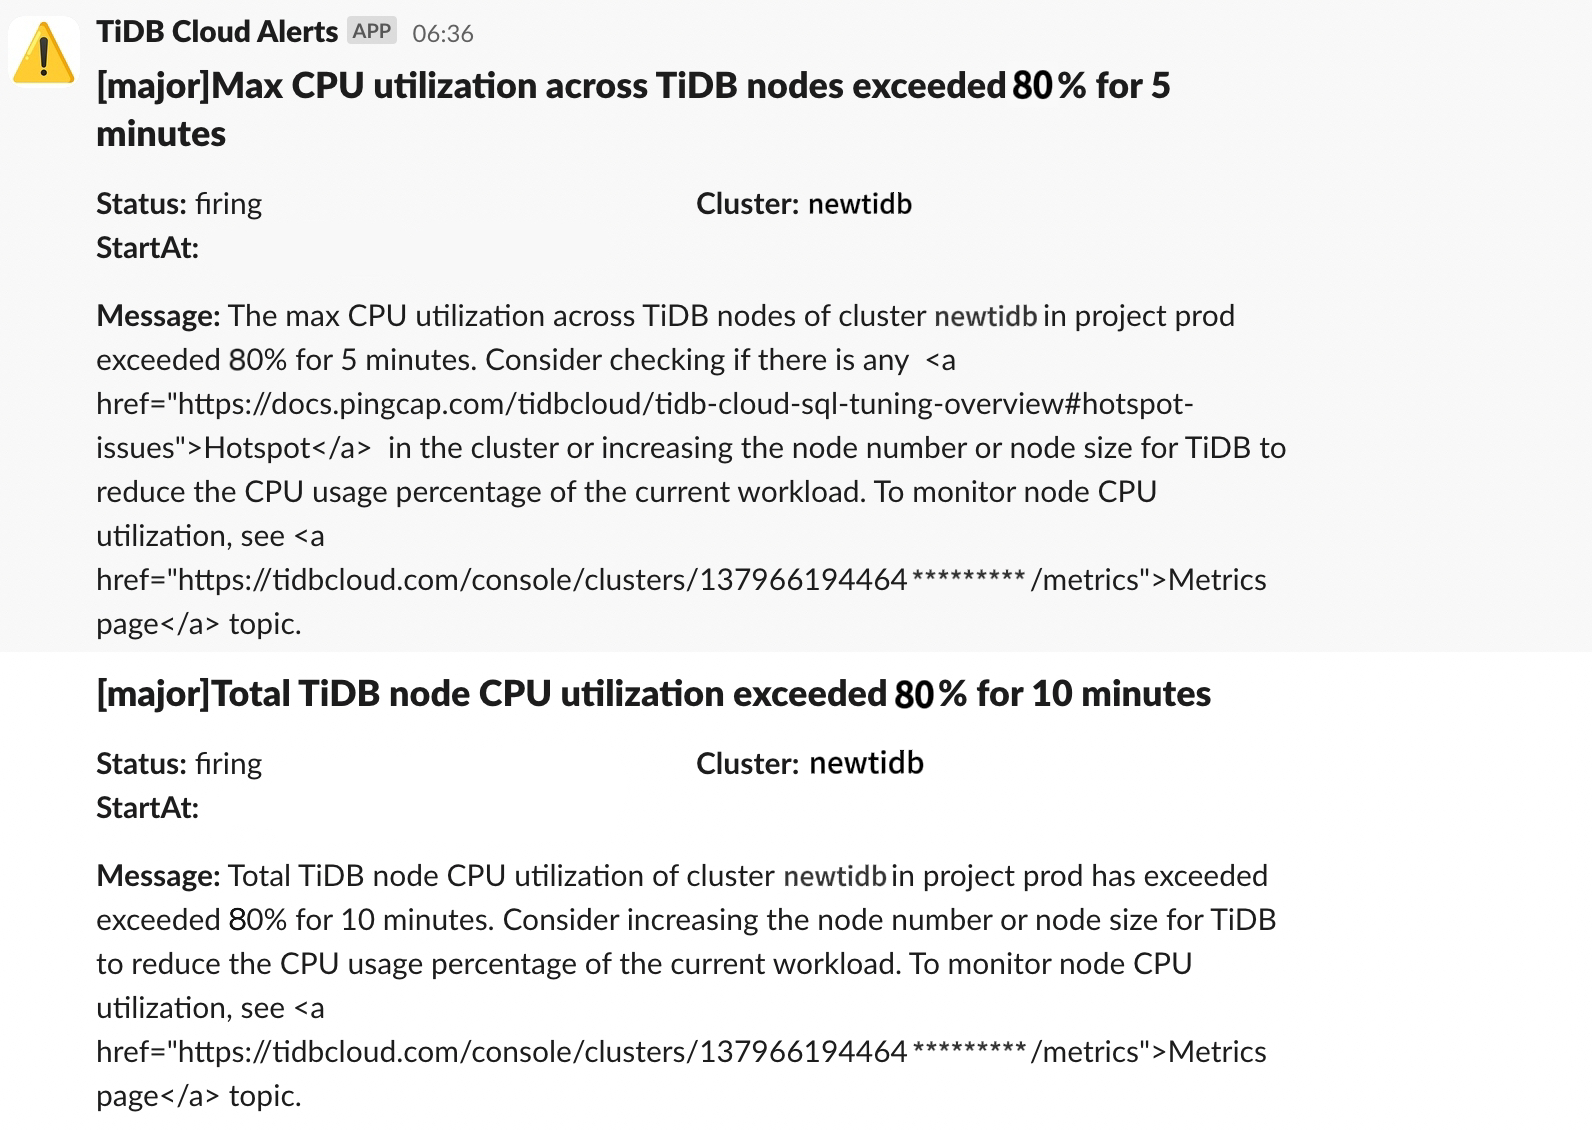 TiDB Cloud Alerts APP 06:36
[major]Max CPU utilization across TiDB nodes exceeded 80% for 5
minutes
Status: firing Cluster: newtidb
StartAt:
Message: The max CPU utilization across TiDB nodes of cluster newtidb in project prod
exceeded 80% for 5 minutes. Consider checking if there is any  <a
href="https://docs.pingcap.com/tidbcloud/tidb-cloud-sql-tuning-overview#hotspot-
issues">Hotspot</a>  in the cluster or increasing the node number or node size for TiDB to
reduce the CPU usage percentage of the current workload. To monitor node CPU
utilization, see <a
href="https://tidbcloud.com/console/clusters/137966194464*********/metrics">Metrics
page</a> topic.
[major]Total TiDB node CPU utilization exceeded 80% for 10 minutes
Status: firing Cluster: newtidb
StartAt:
Message: Total TiDB node CPU utilization of cluster newtidb in project prod has exceeded
exceeded 80% for 10 minutes. Consider increasing the node number or node size for TiDB
to reduce the CPU usage percentage of the current workload. To monitor node CPU
utilization, see <a
href="https://tidbcloud.com/console/clusters/137966194464*********/metrics">Metrics
page</a> topic.